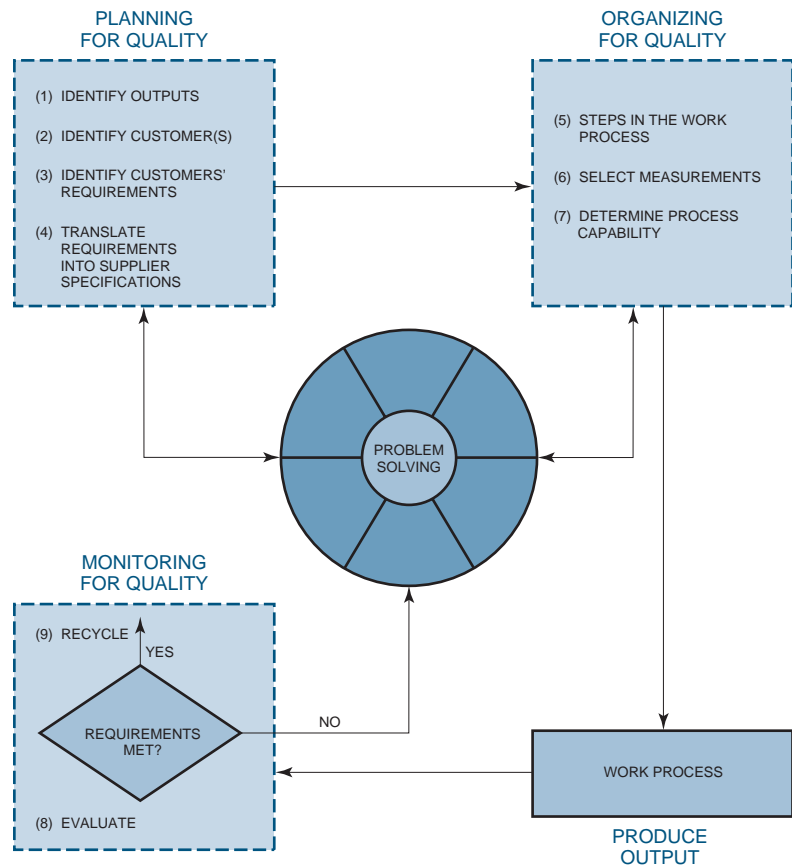 PLANNING
FOR QUALITY
(1) IDENTIFY OUTPUTS
(2) IDENTIFY CUSTOMER(S)
(3) IDENTIFY CUSTOMERS'
REQUIREMENTS
(4) TRANSLATE
REQUIREMENTS
INTO SUPPLIER
SPECIFICATIONS
ORGANIZING
FOR QUALITY
(5) STEPS IN THE WORK
PROCESS
(6) SELECT MEASUREMENTS
(7) DETERMINE PROCESS
CAPABILITY
PROBLEM
SOLVING
MONITORING
FOR QUALITY
(9) RECYCLE
YES
REQUIREMENTS
MET?
NO
(8) EVALUATE
WORK PROCESS
PRODUCE
OUTPUT